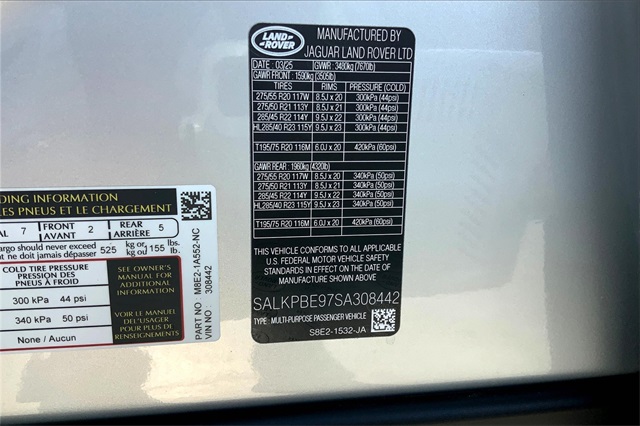 DING INFORMATION
LES PNEUS ET LE CHARGEMENT
AL 7 FRONT AVANT 2 REAR ARRIÈRE 5
argo should never exceed
nt ne doit jamais dépasser 525 kg or kg ou 155 lbs. lb.
COLD TIRE PRESSURE
PRESSION DES
PNEUS À FROID
300 kPa 44 psi
340 kPa 50 psi
None / Aucun
SEE OWNER'S
MANUAL FOR
ADDITIONAL
INFORMATION
VOIR LE MANUEL
DE L'USAGER
POUR PLUS DE
RENSEIGNEMENTS
PART NO M8E2-1A552-NC
VIN NO 308442
LAND ROVER
MANUFACTURED BY
JAGUAR LAND ROVER LTD
DATE : 03/25 GVWR : 3480kg (7670lb)
GAWR FRONT : 1590kg (3505lb)
TIRES RIMS PRESSURE (COLD)
275/55 R20 117W 8.5J x 20 300kPa (44psi)
275/50 R21 113Y 8.5J x 21 300kPa (44psi)
285/45 R22 114Y 9.5J x 22 300kPa (44psi)
HL285/40 R23 115Y 9.5J x 23 300kPa (44psi)
T195/75 R20 116M 6.0J x 20 420kPa (60psi)
GAWR REAR : 1960kg (4320lb)
275/55 R20 117W 8.5J x 20 340kPa (50psi)
275/50 R21 113Y 8.5J x 21 340kPa (50psi)
285/45 R22 114Y 9.5J x 22 340kPa (50psi)
HL285/40 R23 115Y 9.5J x 23 340kPa (50psi)
T195/75 R20 116M 6.0J x 20 420kPa (60psi)
THIS VEHICLE CONFORMS TO ALL APPLICABLE
U.S. FEDERAL MOTOR VEHICLE SAFETY
STANDARDS IN EFFECT ON THE DATE OF
MANUFACTURE SHOWN ABOVE.
SALKPBE97SA308442
TYPE : MULTI-PURPOSE PASSENGER VEHICLE
S8E2-1532-JA